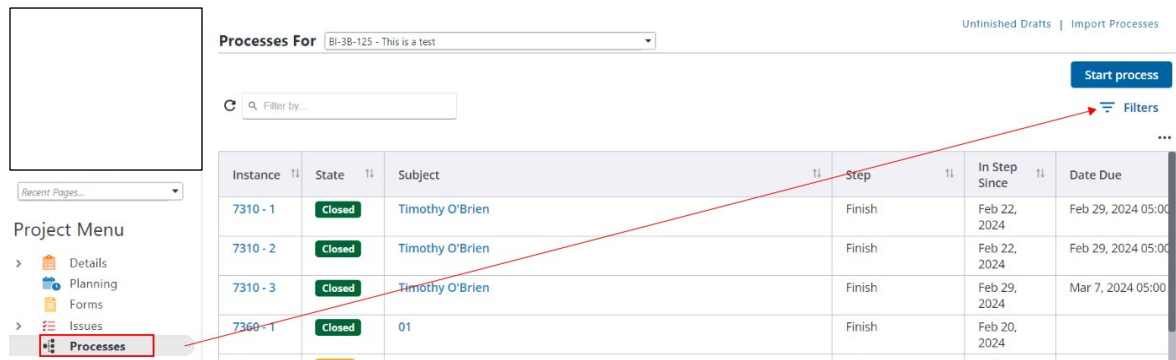 Unfinished Drafts | Import Processes
Processes For BI-3B-125 - This is a test
Start process
Filter by...
Filters
...
Recent Pages...
Project Menu
Details
Planning
Forms
Issues
Processes
Instance State Subject Step In Step Since Date Due
7310 - 1 Closed Timothy O'Brien Finish Feb 22, 2024 Feb 29, 2024 05:00
7310 - 2 Closed Timothy O'Brien Finish Feb 22, 2024 Feb 29, 2024 05:00
7310 - 3 Closed Timothy O'Brien Finish Feb 29, 2024 Mar 7, 2024 05:00
7360 - 1 Closed 01 Finish Feb 20, 2024